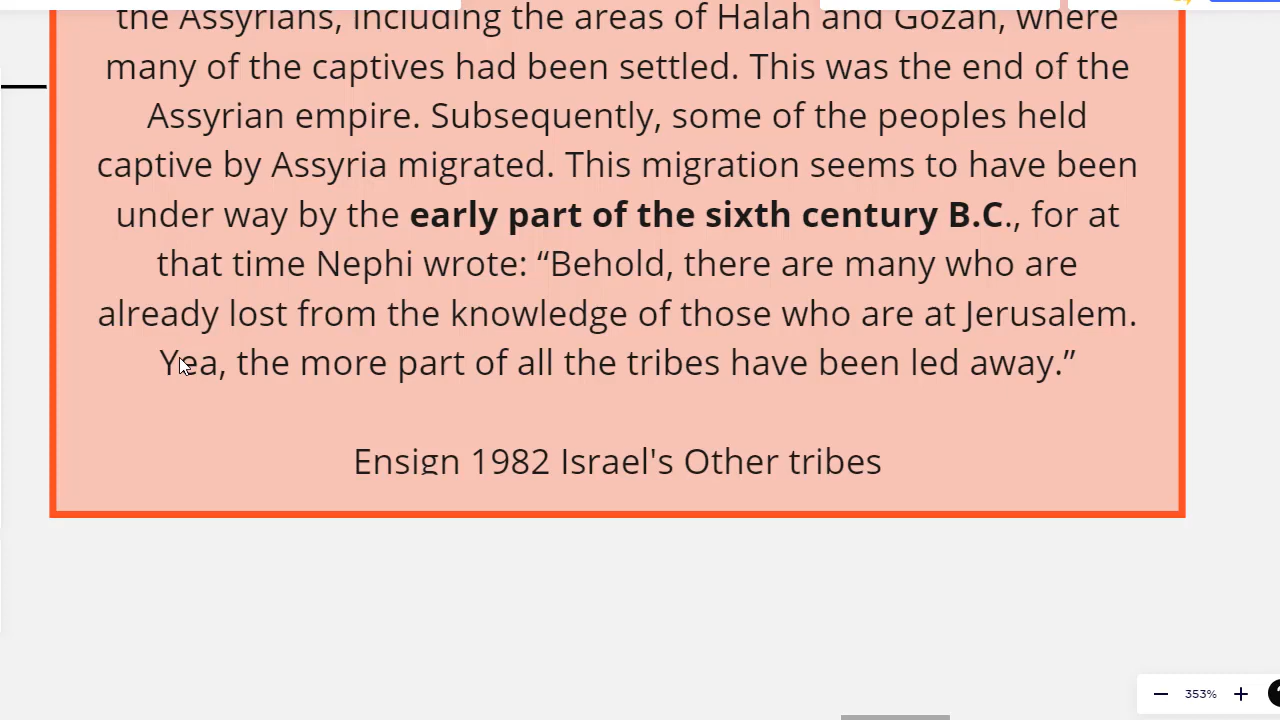 the Assyrians, including the areas of Halah and Gozan, where
many of the captives had been settled. This was the end of the
Assyrian empire. Subsequently, some of the peoples held
captive by Assyria migrated. This migration seems to have been
under way by the early part of the sixth century B.C., for at
that time Nephi wrote: “Behold, there are many who are
already lost from the knowledge of those who are at Jerusalem.
Yea, the more part of all the tribes have been led away.”
Ensign 1982 Israel's Other tribes
353%